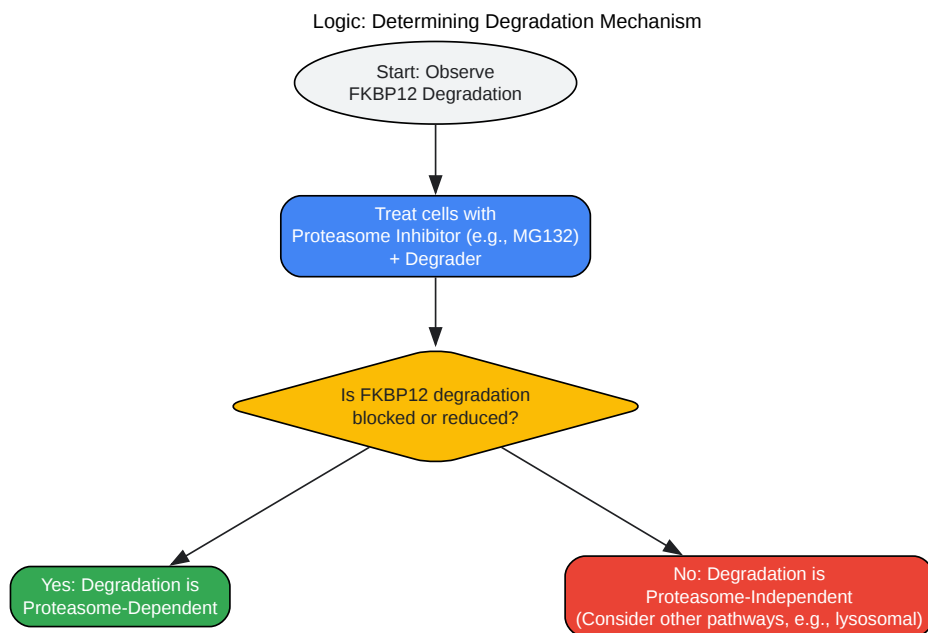 Logic: Determining Degradation Mechanism
Start: Observe
FKBP12 Degradation
Treat cells with
Proteasome Inhibitor (e.g., MG132)
+ Degrader
Is FKBP12 degradation
blocked or reduced?
Yes: Degradation is
Proteasome-Dependent
No: Degradation is
Proteasome-Independent
(Consider other pathways, e.g., lysosomal)